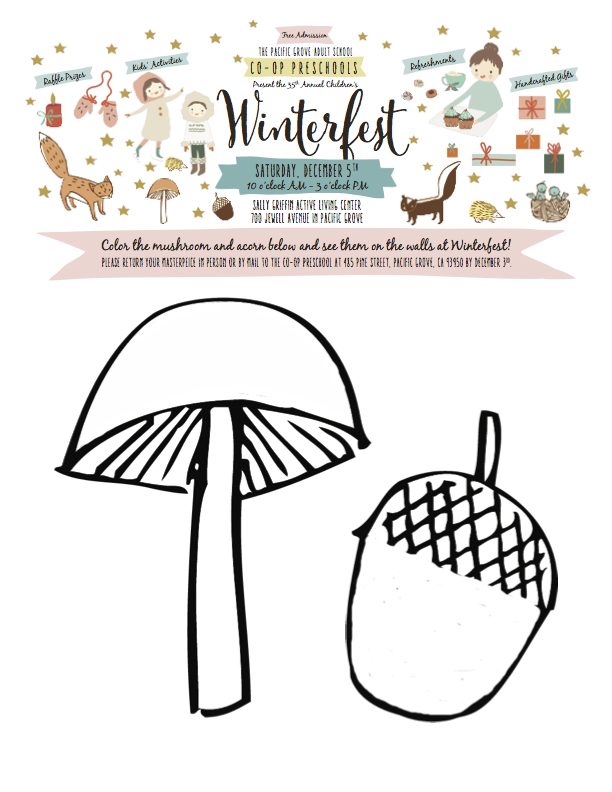 Free Admission
THE PACIFIC GROVE ADULT SCHOOL
CO-OP PRESCHOOLS
Present the 35th Annual Children's
Winterfest
Raffle Prizes
Kids' Activities
Refreshments
Handcrafted Gifts
SATURDAY, DECEMBER 5TH
10 o'clock AM - 3 o'clock P.M
SALLY GRIFFIN ACTIVE LIVING CENTER
700 JEWELL AVENUE IN PACIFIC GROVE
Color the mushroom and acorn below and see them on the walls at Winterfest!
PLEASE RETURN YOUR MASTERPEICE IN PERSON OR BY MAIL TO THE CO-OP PRESCHOOL AT 485 PINE STREET, PACIFIC GROVE, CA 93950 BY DECEMBER 3RD.